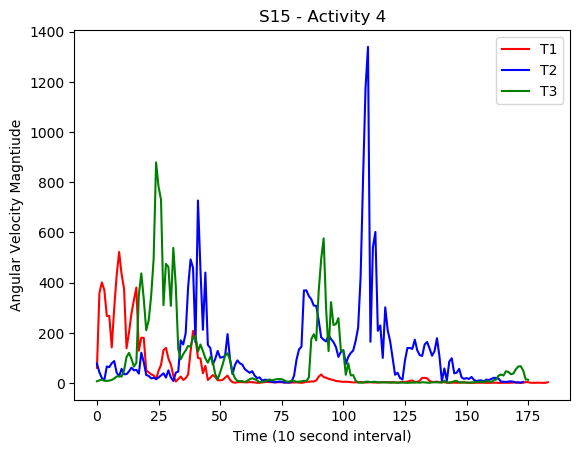 S15 - Activity 4
Angular Velocity Magntiude
1400
1200
1000
800
600
400
200
0
T1
T2
T3
0 25 50 75 100 125 150 175
Time (10 second interval)